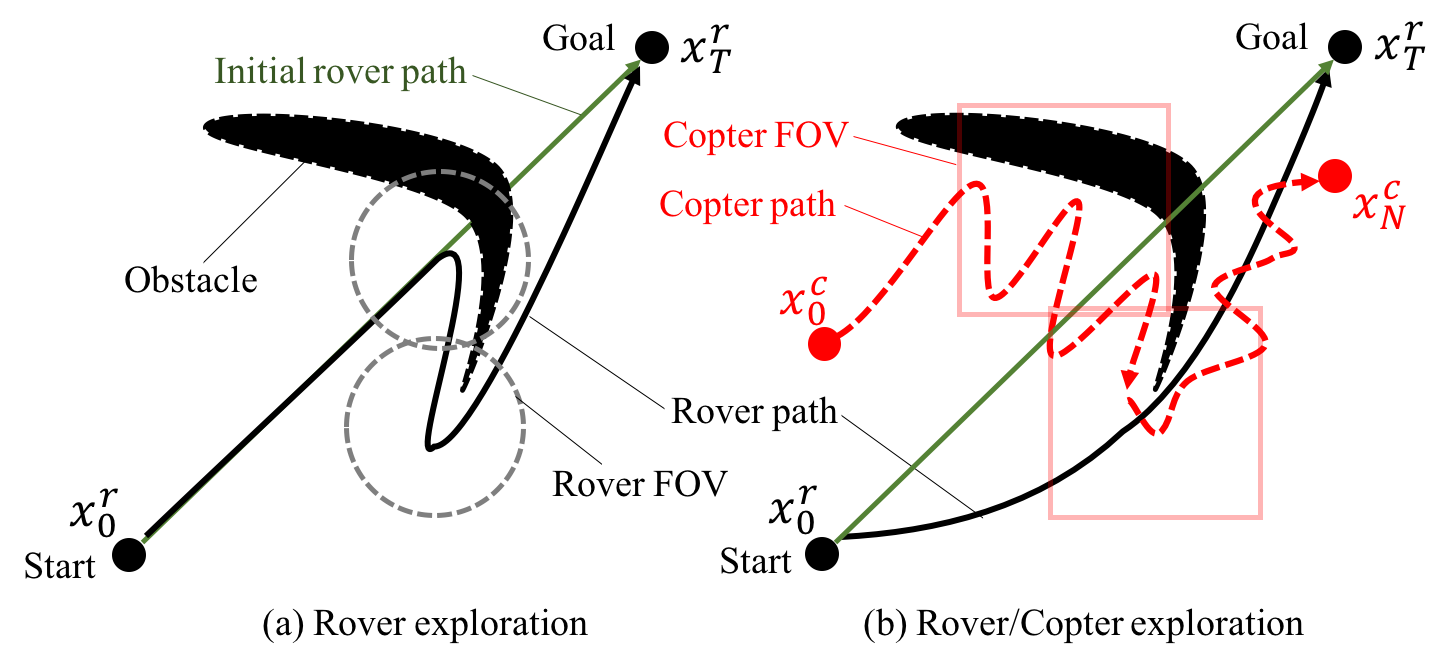 Goal
x_T^r
Initial rover path
Obstacle
Rover FOV
x_0^r
Start
(a) Rover exploration
Rover path
Goal
x_T^r
Copter FOV
Copter path
x_0^c
x_N^c
x_0^r
Start
(b) Rover/Copter exploration